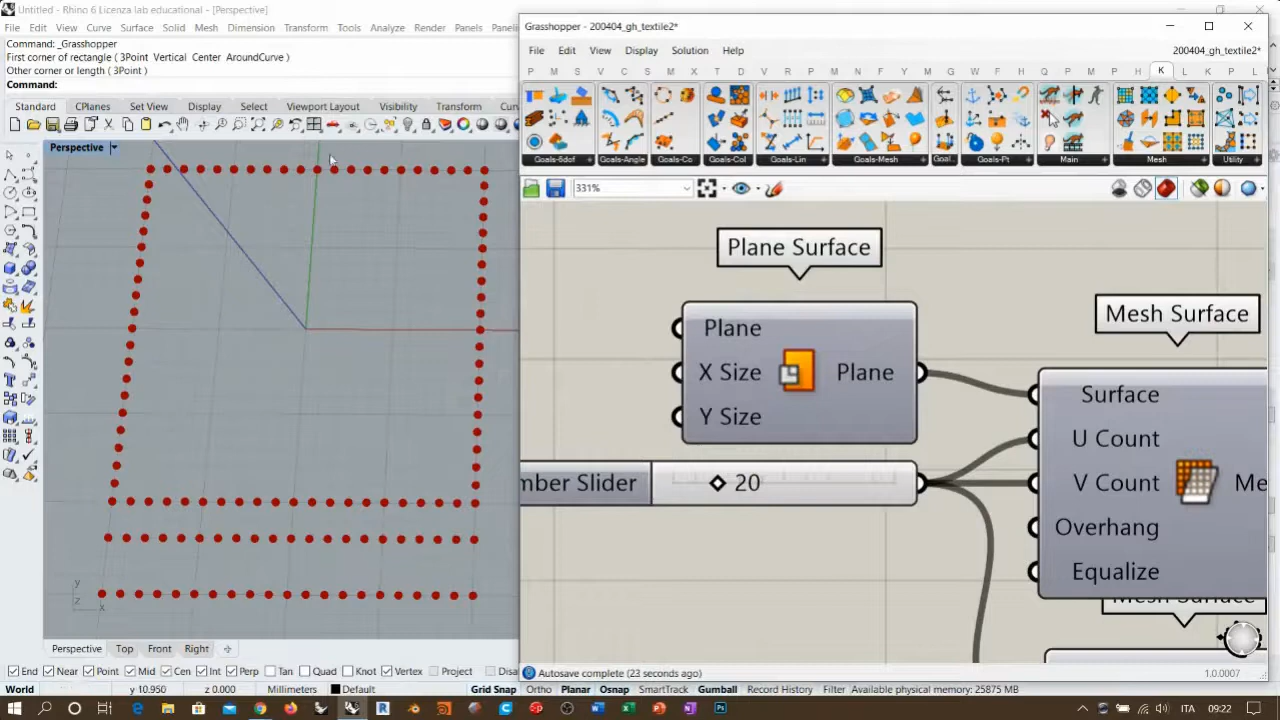 Untitled - Rhino 6 Licenza lab educational - [Perspective]
File Edit View Curve Surface Solid Mesh Dimension Transform Tools Analyze Render Panels
Command: _Grasshopper
First corner of rectangle ( 3Point Vertical Center AroundCurve )
Other corner or length ( 3Point )
Command:
Standard CPlanes Set View Display Select Viewport Layout Visibility Transform
Perspective
y
z
x
Perspective Top Front Right
End Near Point Mid Cen Int Perp Tan Quad Knot Vertex Project
World y 10.950 z 0.000 Millimeters Default Grid Snap Ortho Planar Osnap SmartTrack Gumball Record History Filter Available physical memory: 25875 MB
Grasshopper - 200404_gh_textile2*
File Edit View Display Solution Help 200404_gh_textile2*
P M S V C S M X T D V R P M N F M G F H Q P M P H K L K P L
Goals-6dof Goals-Angle Goals-Co Goals-Col Goals-Lin Goals-Mesh Goal... Goals-Pt Main Mesh Utility
331%
Plane Surface
Plane
X Size
Y Size
Plane
mber Slider
20
Mesh Surface
Surface
U Count
V Count
Overhang
Equalize
Me
Mesh Surface
Autosave complete (23 seconds ago) 1.0.0007
ITA 09:22